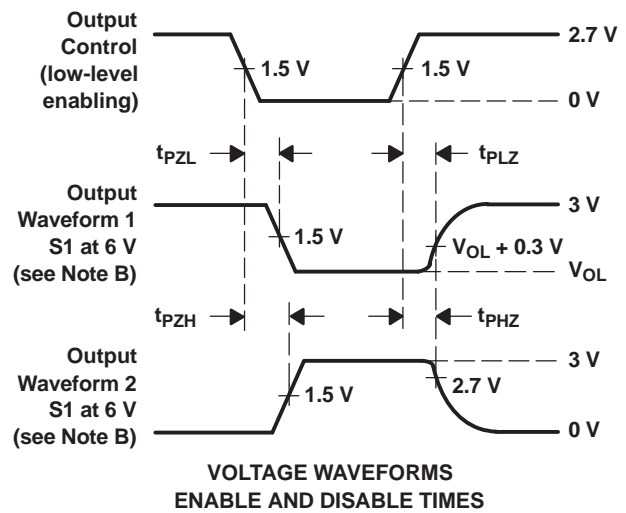 Output
Control
(low-level
enabling)
1.5 V
1.5 V
2.7 V
0 V
tPZL
tPLZ
Output
Waveform 1
S1 at 6 V
(see Note B)
1.5 V
3 V
VOL + 0.3 V
VOL
tPZH
tPHZ
Output
Waveform 2
S1 at 6 V
(see Note B)
1.5 V
3 V
2.7 V
0 V
VOLTAGE WAVEFORMS
ENABLE AND DISABLE TIMES